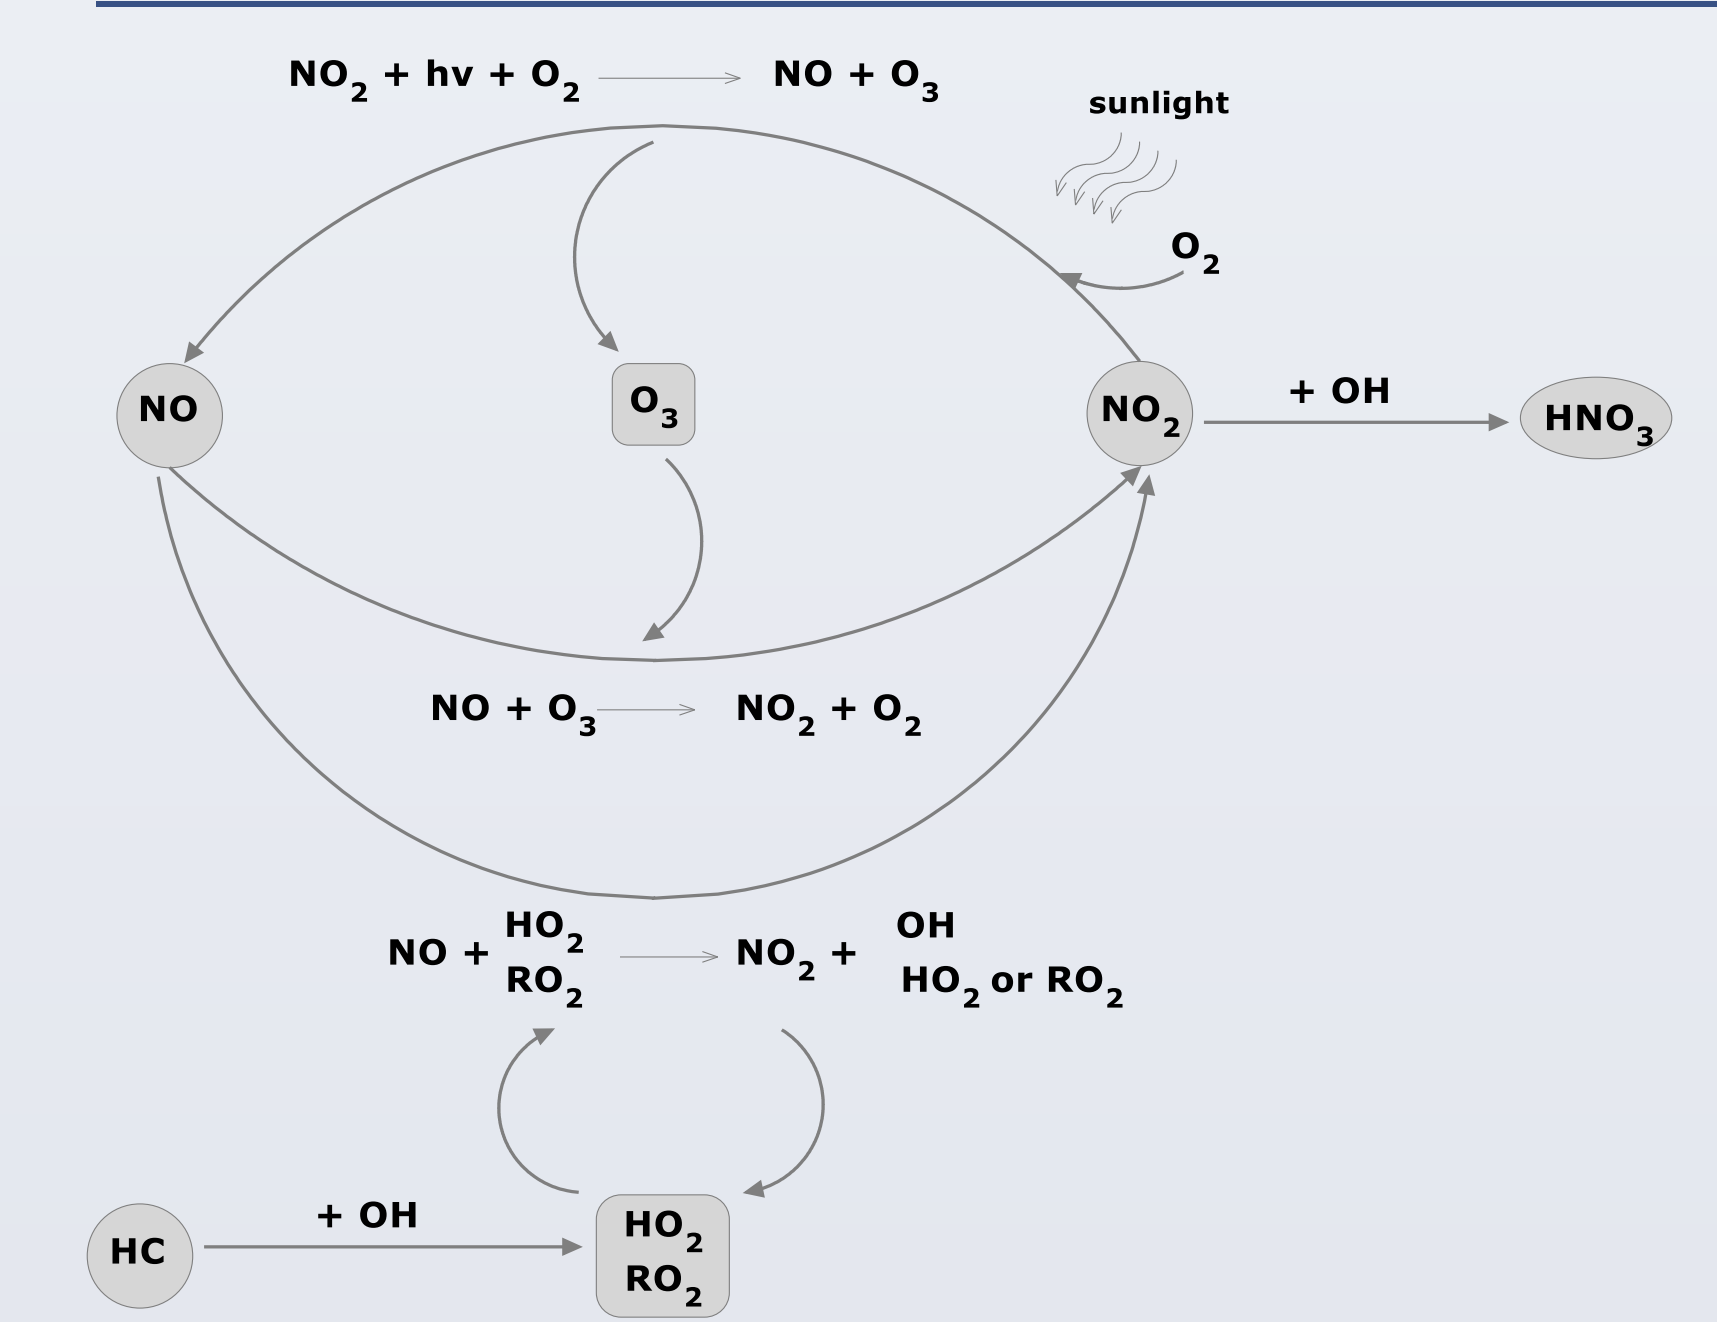 NO₂ + hv + O₂ → NO + O₃
sunlight
O₂
NO
O₃
NO₂
+ OH
HNO₃
NO + O₃ → NO₂ + O₂
HO₂ OH
NO + → NO₂ +
RO₂ HO₂ or RO₂
+ OH
HC
HO₂
RO₂